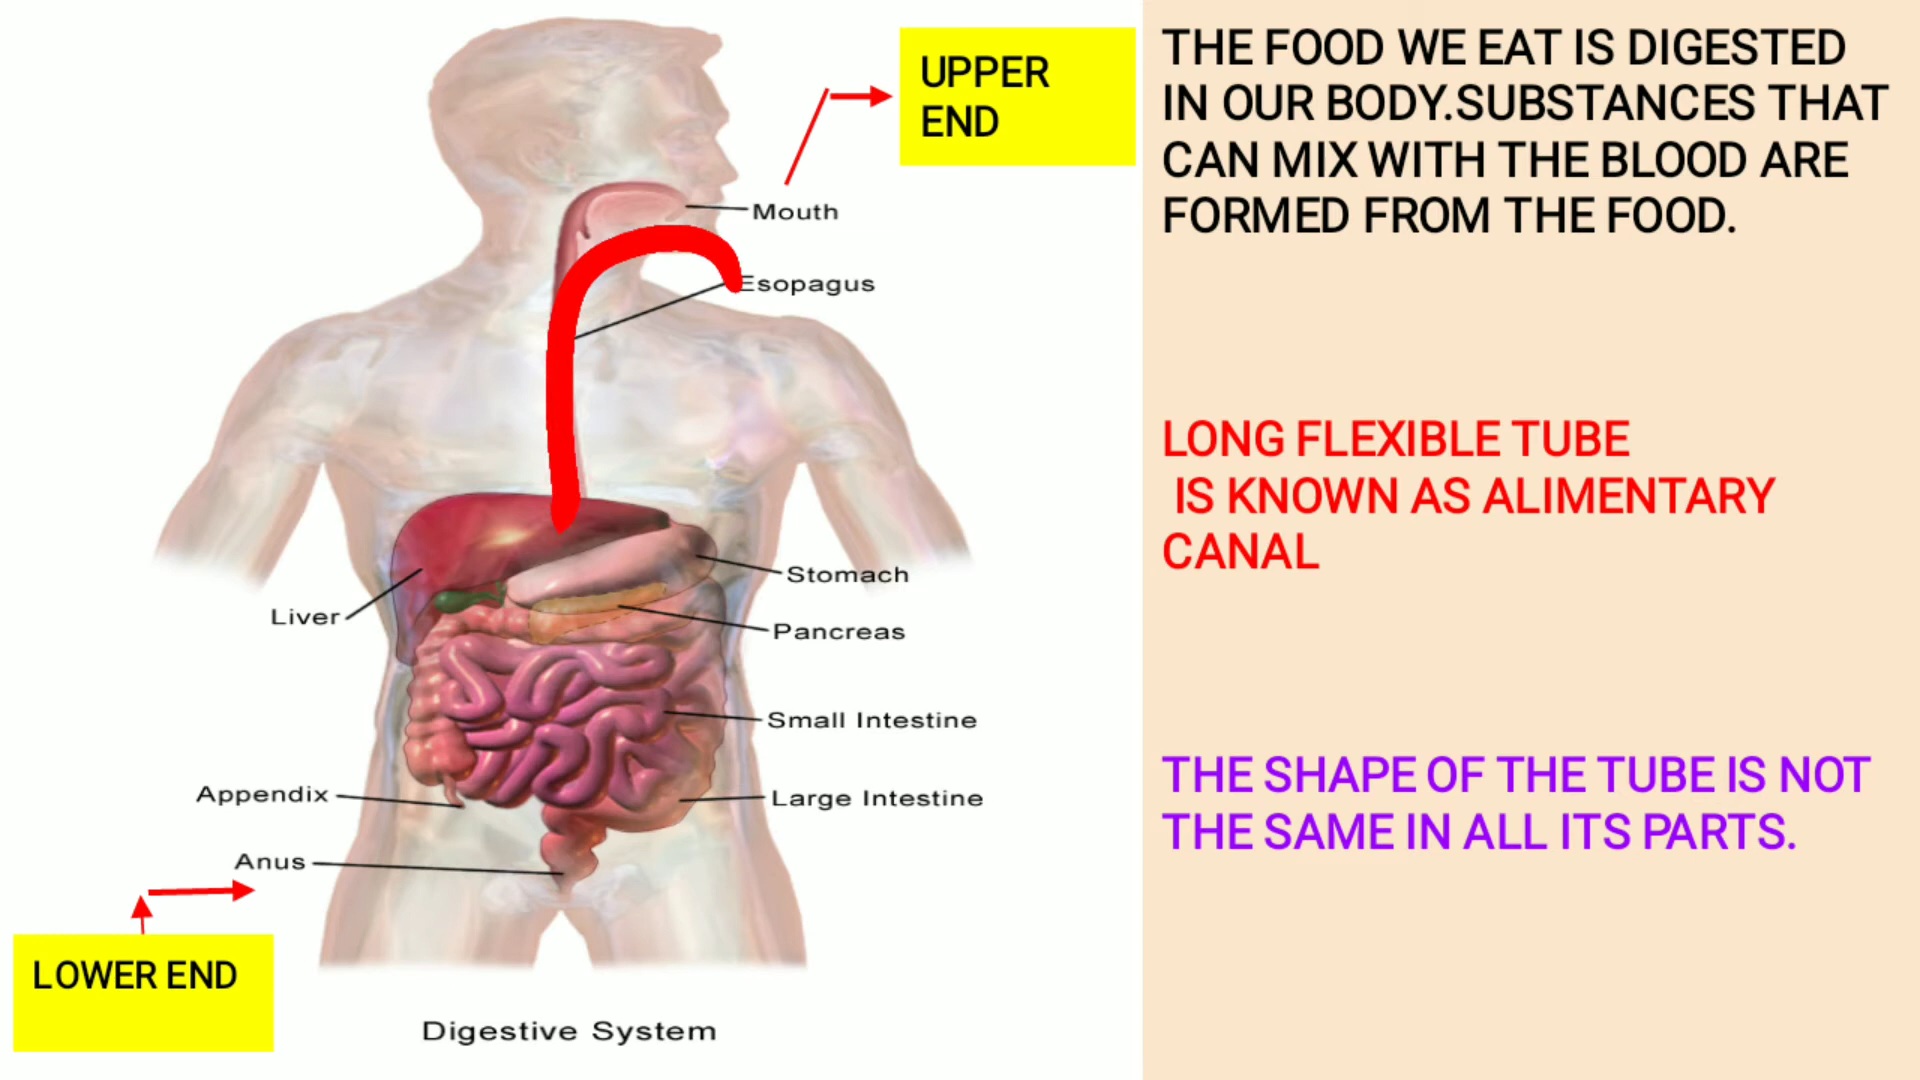 UPPER
END
Mouth
Esopagus
Stomach
Liver
Pancreas
Small Intestine
Appendix
Large Intestine
Anus
LOWER END
Digestive System
THE FOOD WE EAT IS DIGESTED
IN OUR BODY.SUBSTANCES THAT
CAN MIX WITH THE BLOOD ARE
FORMED FROM THE FOOD.
LONG FLEXIBLE TUBE
IS KNOWN AS ALIMENTARY
CANAL
THE SHAPE OF THE TUBE IS NOT
THE SAME IN ALL ITS PARTS.